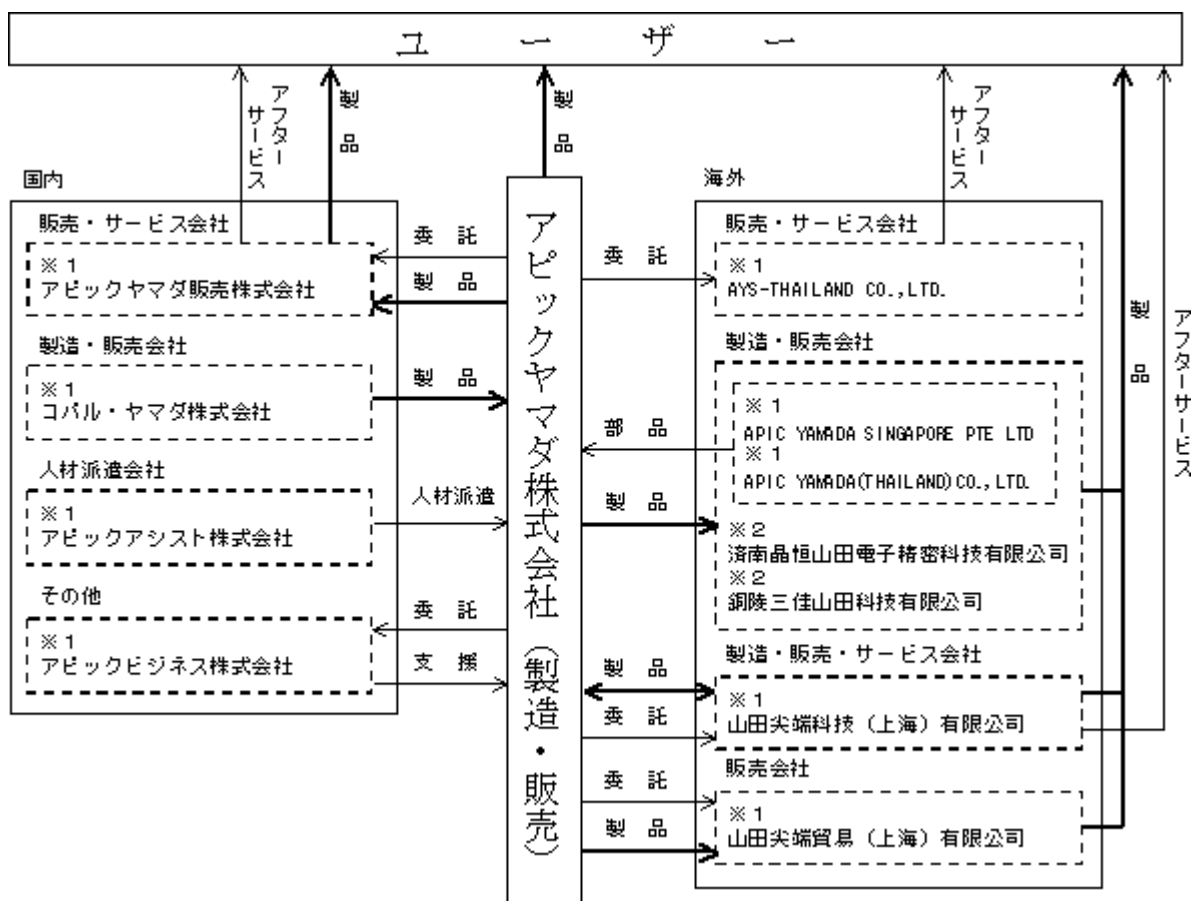 ユーザー
アフターサービス
製品
製品
アフターサービス
製品
アフターサービス
国内
販売・サービス会社
※1
アピックヤマダ販売株式会社
製造・販売会社
※1
コパル・ヤマダ株式会社
人材派遣会社
※1
アピックアシスト株式会社
その他
※1
アピックビジネス株式会社
委託
製品
製品
人材派遣
委託
支援
アピックヤマダ株式会社(製造・販売)
委託
部品
製品
製品
委託
委託
製品
海外
販売・サービス会社
※1
AYS-THAILAND CO.,LTD.
製造・販売会社
※1
APIC YAMADA SINGAPORE PTE LTD
※1
APIC YAMADA(THAILAND)CO.,LTD.
※2
済南晶恒山田電子精密科技有限公司
※2
銅陵三佳山田科技有限公司
製造・販売・サービス会社
※1
山田尖端科技(上海)有限公司
販売会社
※1
山田尖端貿易(上海)有限公司